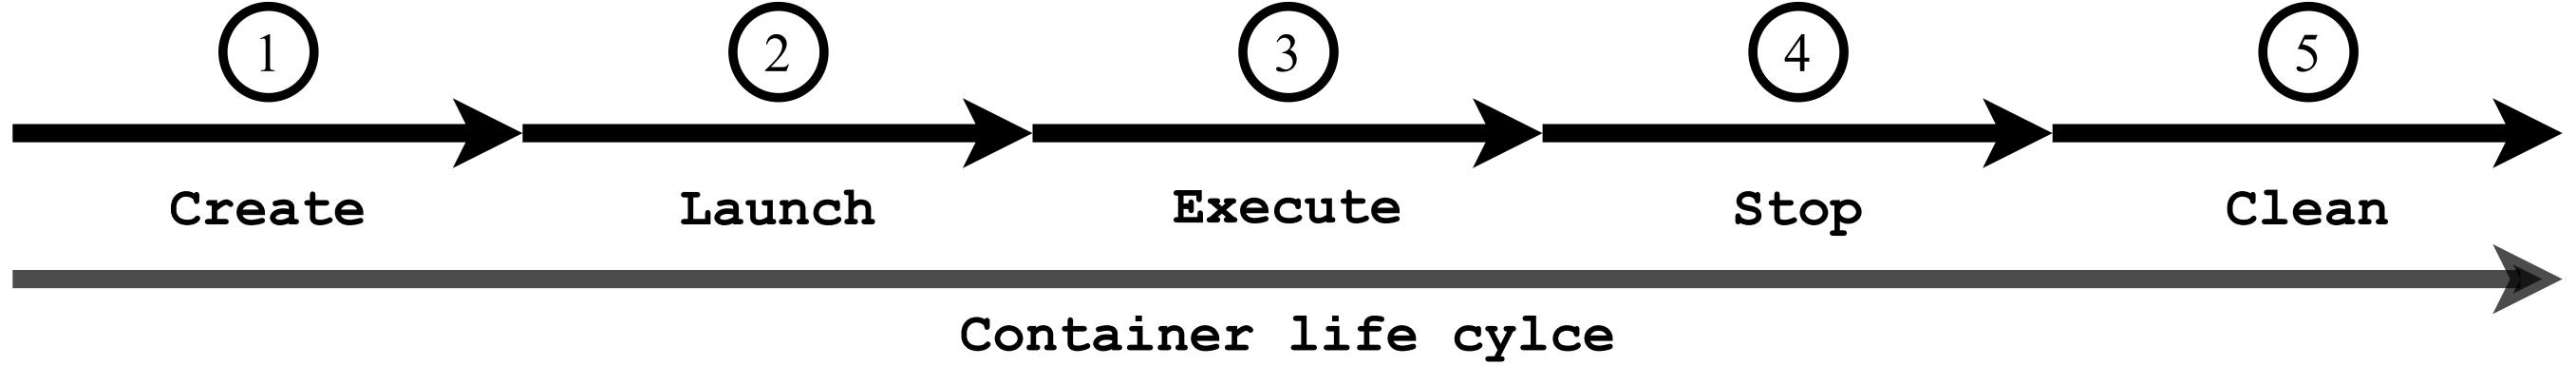 1 2 3 4 5
Create Launch Execute Stop Clean
Container life cylce